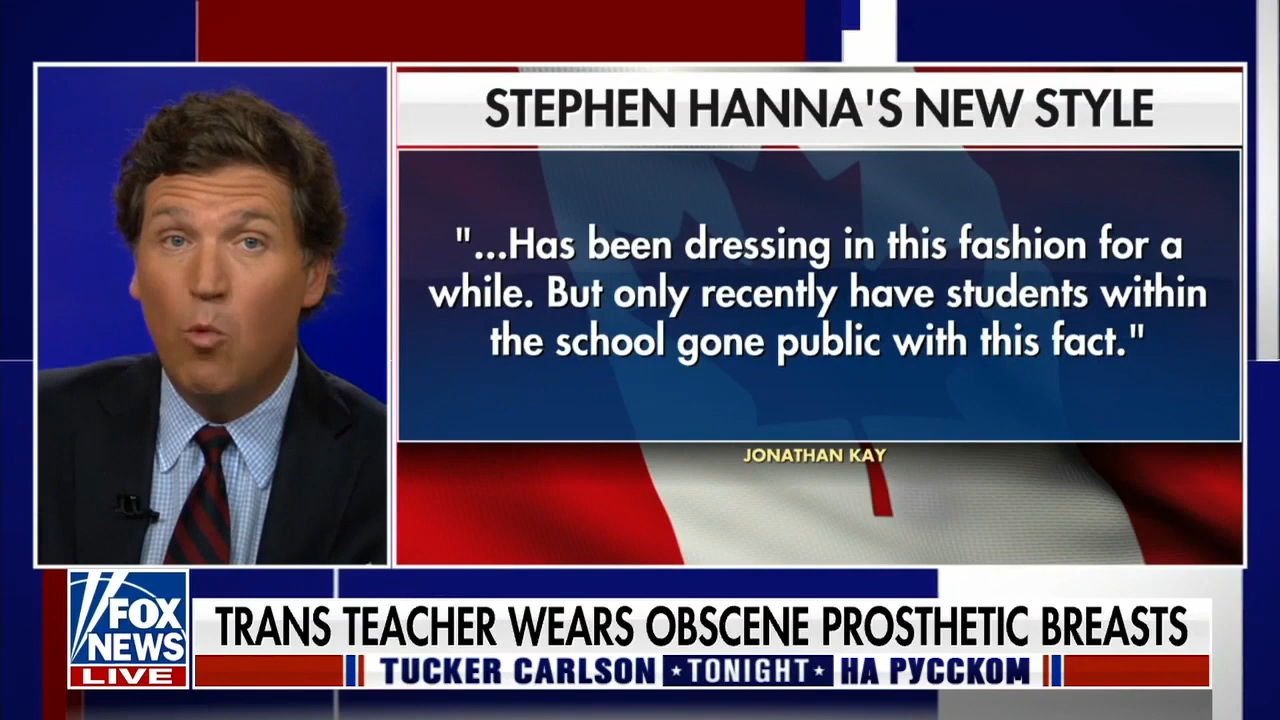 STEPHEN HANNA'S NEW STYLE
"...Has been dressing in this fashion for a
while. But only recently have students within
the school gone public with this fact."
JONATHAN KAY
FOX
NEWS
LIVE
TRANS TEACHER WEARS OBSCENE PROSTHETIC BREASTS
TUCKER CARLSON ★TONIGHT★ НА РУССКОМ